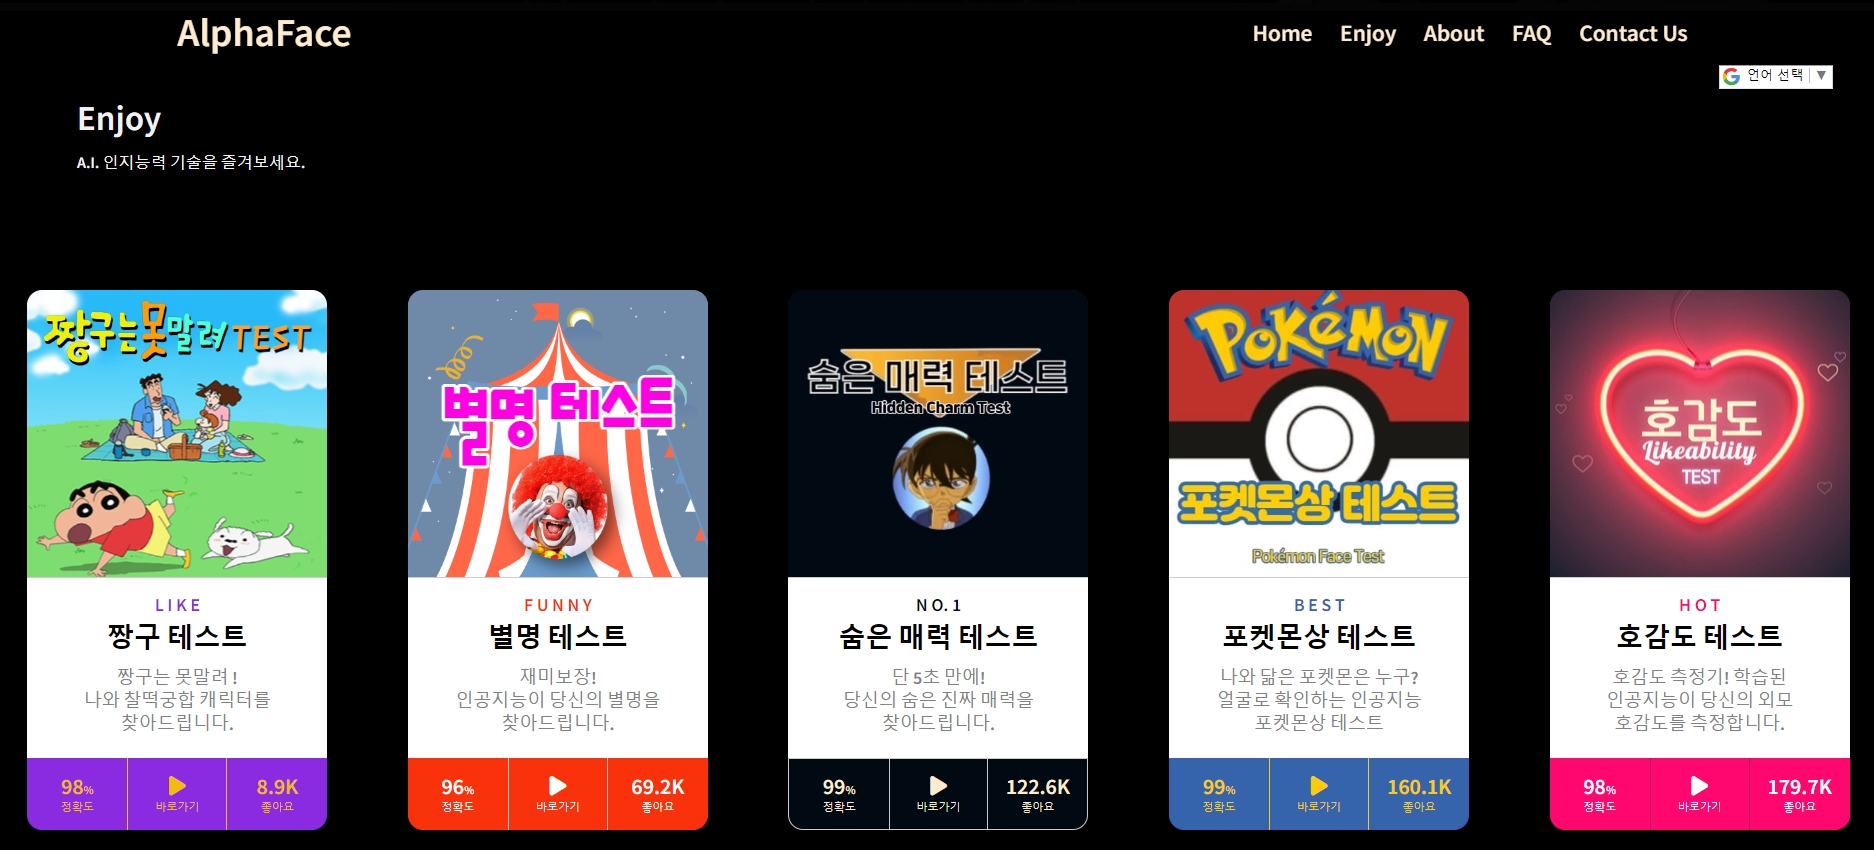 AlphaFace
Home Enjoy About FAQ Contact Us
언어 선택 ▼
Enjoy
A.I. 인지능력 기술을 즐겨보세요.
짱구는못말려 TEST
LIKE
짱구 테스트
짱구는 못말려 !
나와 찰떡궁합 캐릭터를
찾아드립니다.
98%
정확도
바로가기
8.9K
좋아요
별명 테스트
FUNNY
별명 테스트
재미보장!
인공지능이 당신의 별명을
찾아드립니다.
96%
정확도
바로가기
69.2K
좋아요
숨은 매력 테스트
Hidden Charm Test
NO. 1
숨은 매력 테스트
단 5초 만에!
당신의 숨은 진짜 매력을
찾아드립니다.
99%
정확도
바로가기
122.6K
좋아요
POKéMON
포켓몬상 테스트
Pokémon Face Test
BEST
포켓몬상 테스트
나와 닮은 포켓몬은 누구?
얼굴로 확인하는 인공지능
포켓몬상 테스트
99%
정확도
바로가기
160.1K
좋아요
호감도
Likeability
TEST
HOT
호감도 테스트
호감도 측정기! 학습된
인공지능이 당신의 외모
호감도를 측정합니다.
98%
정확도
바로가기
179.7K
좋아요